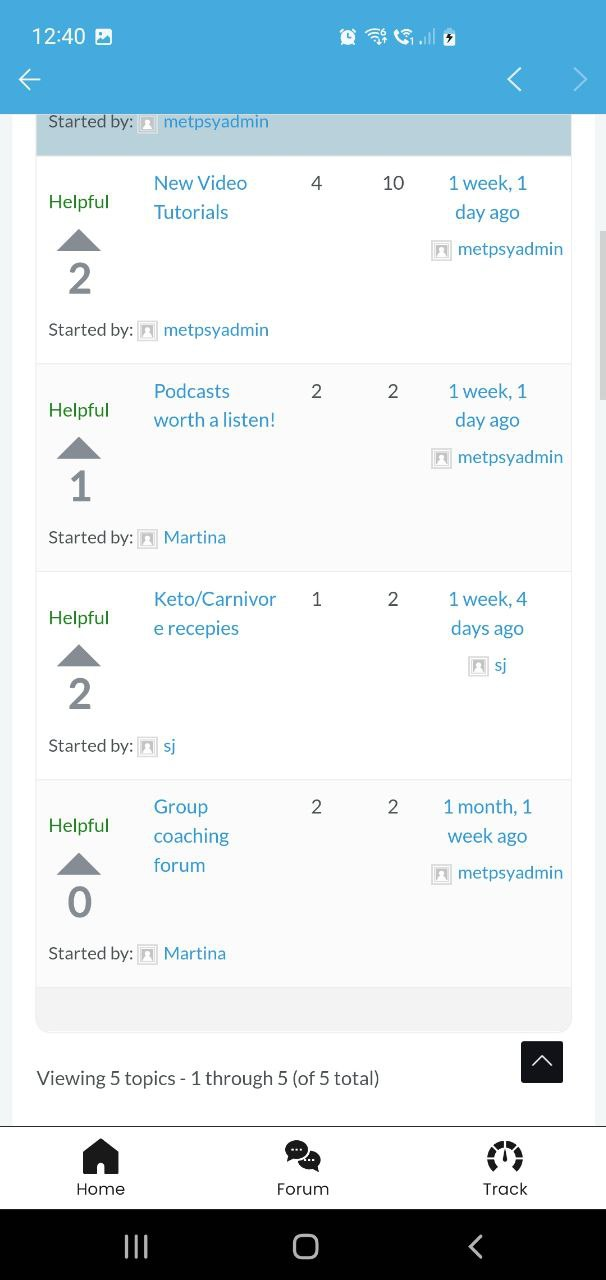 12:40
Started by: metpsyadmin
Helpful
2
New Video
Tutorials
4
10
1 week, 1
day ago
metpsyadmin
Started by: metpsyadmin
Helpful
1
Podcasts
worth a listen!
2
2
1 week, 1
day ago
metpsyadmin
Started by: Martina
Helpful
2
Keto/Carnivor
e recepies
1
2
1 week, 4
days ago
sj
Started by: sj
Helpful
0
Group
coaching
forum
2
2
1 month, 1
week ago
metpsyadmin
Started by: Martina
Viewing 5 topics - 1 through 5 (of 5 total)
Home
Forum
Track